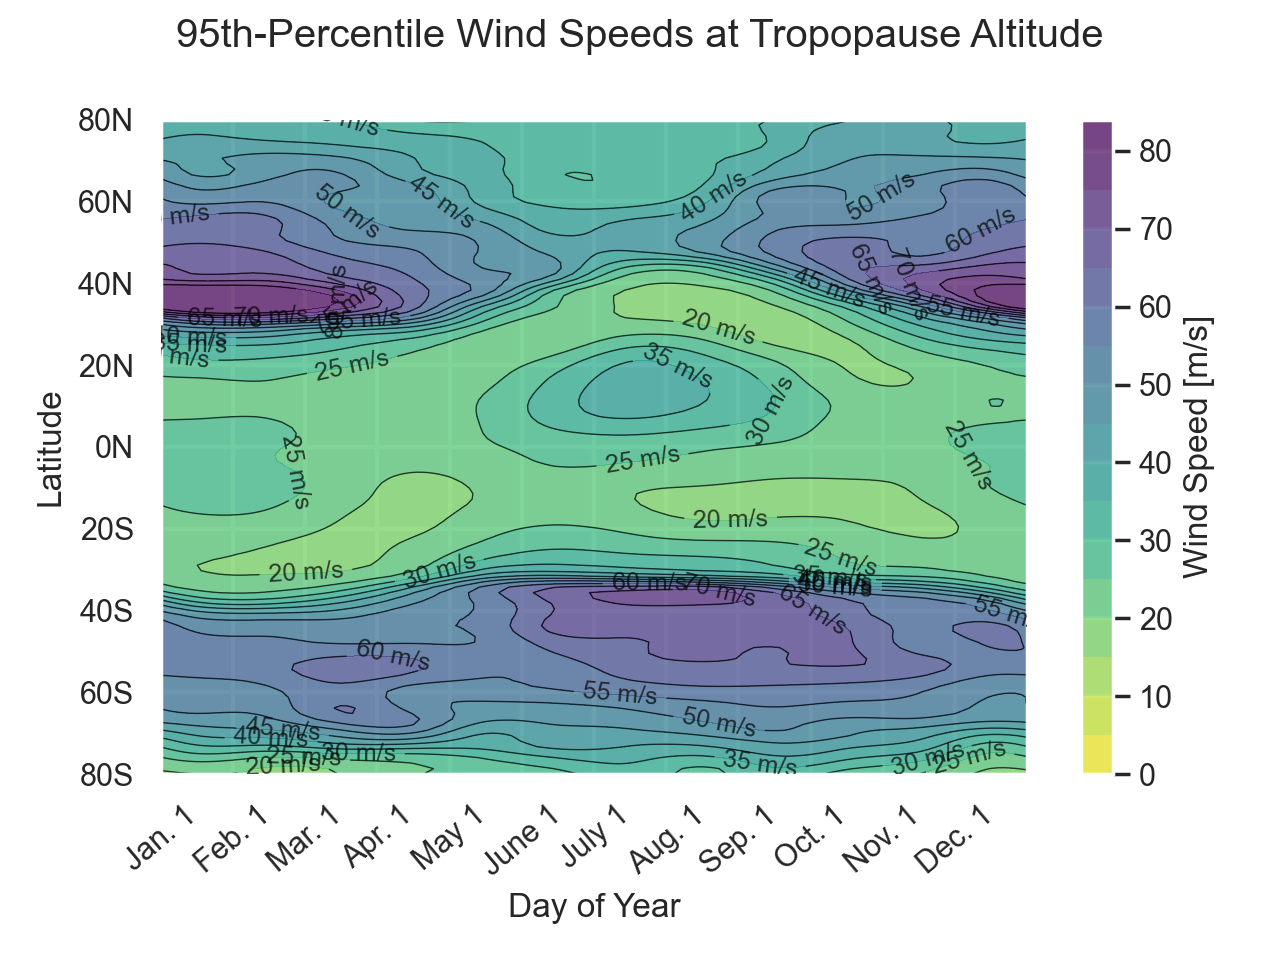 95th-Percentile Wind Speeds at Tropopause Altitude
80N
60N
40N
20N
0N
20S
40S
60S
80S
Latitude
m/s
50 m/s
45 m/s
40 m/s
50 m/s
60 m/s
m/s
65 m/s
70 m/s
45 m/s
55 m/s
65 m/s
70 m/s
m/s
25 m/s
20 m/s
35 m/s
30 m/s
25 m/s
25 m/s
25 m/s
20 m/s
20 m/s
30 m/s
25 m/s
60 m/s
70 m/s
65 m/s
55 m
60 m/s
55 m/s
50 m/s
45 m/s
40 m/s
25 m/s
30 m/s
20 m/s
35 m/s
30 m/s
25 m/s
80
70
60
50
40
30
20
10
0
Wind Speed [m/s]
Jan. 1
Feb. 1
Mar. 1
Apr. 1
May 1
June 1
July 1
Aug. 1
Sep. 1
Oct. 1
Nov. 1
Dec. 1
Day of Year